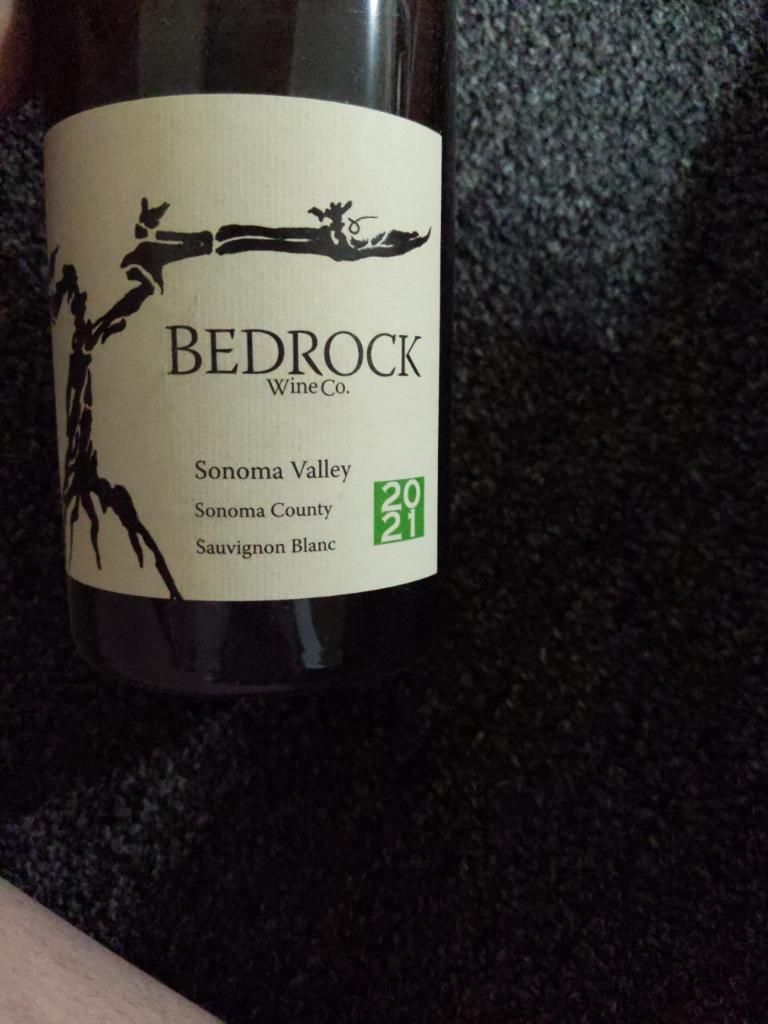 BEDROCK
Wine Co.
Sonoma Valley
Sonoma County
Sauvignon Blanc
20
21